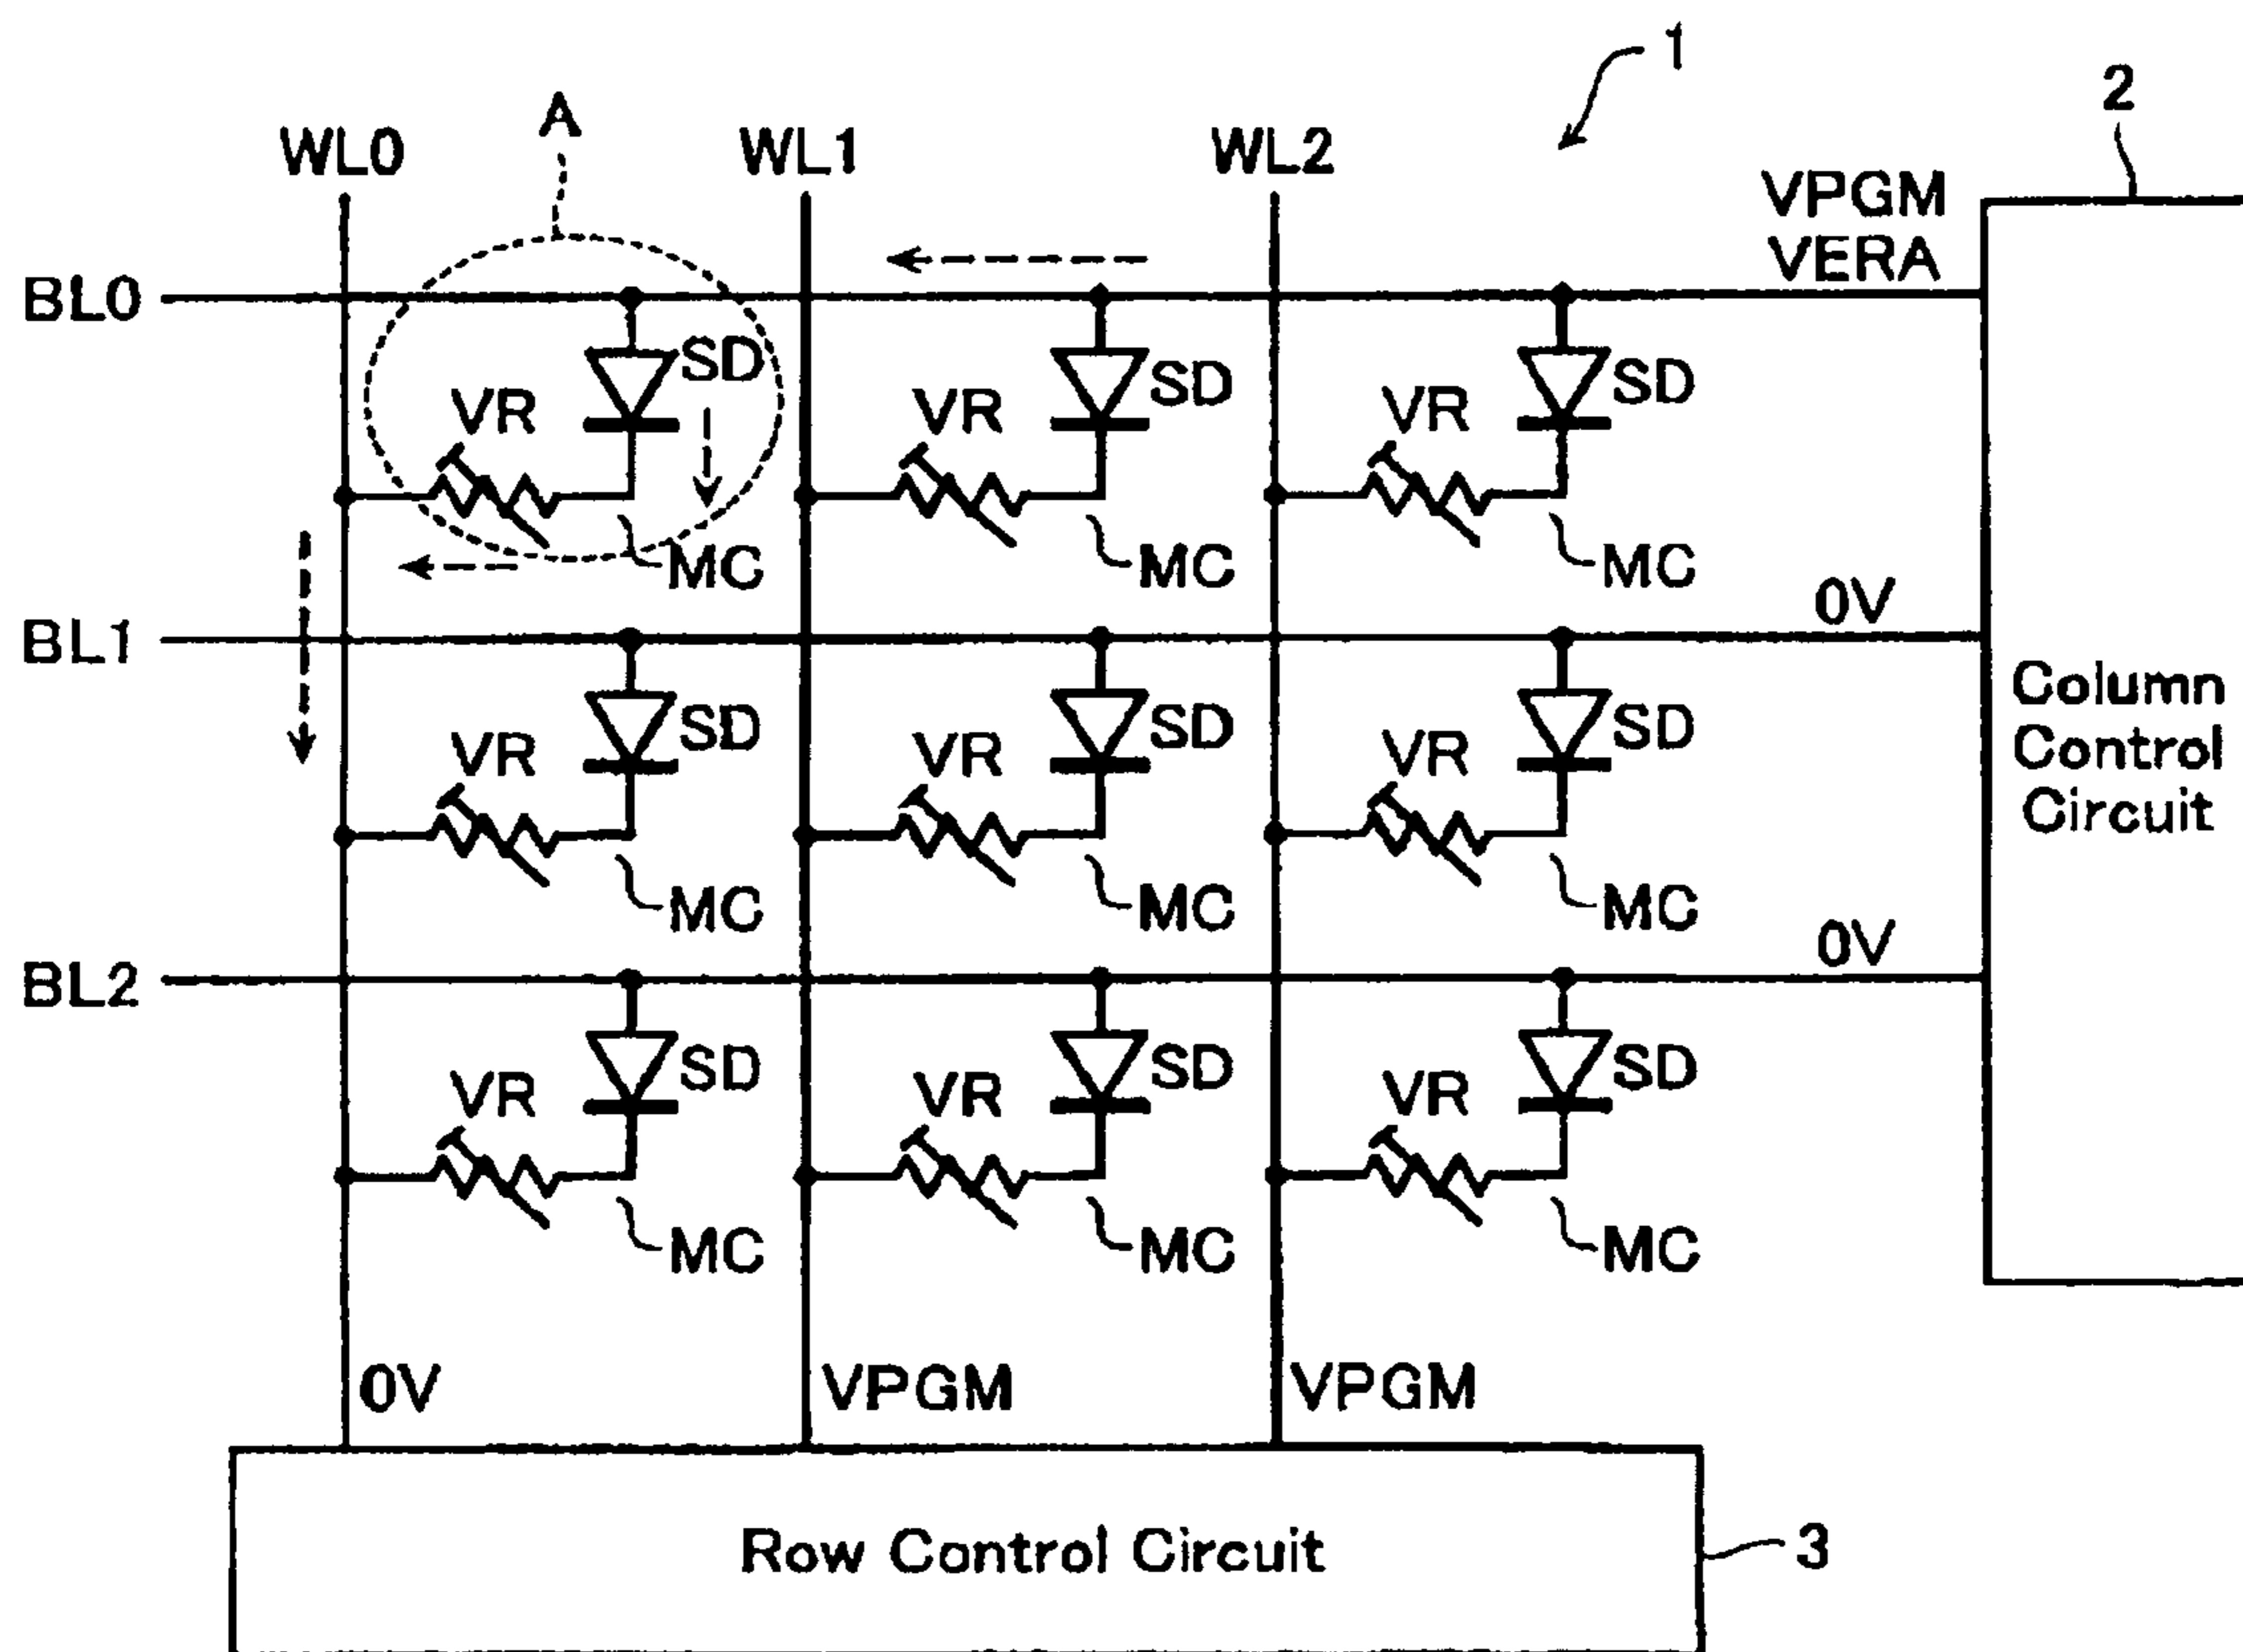 1
A
2
WL0 WL1 WL2
VPGM
VERA
BL0
SD SD SD
VR VR VR
MC MC MC
0V
BL1
Column
Control
Circuit
SD SD SD
VR VR VR
MC MC MC
0V
BL2
SD SD SD
VR VR VR
MC MC MC
0V VPGM VPGM
Row Control Circuit
3